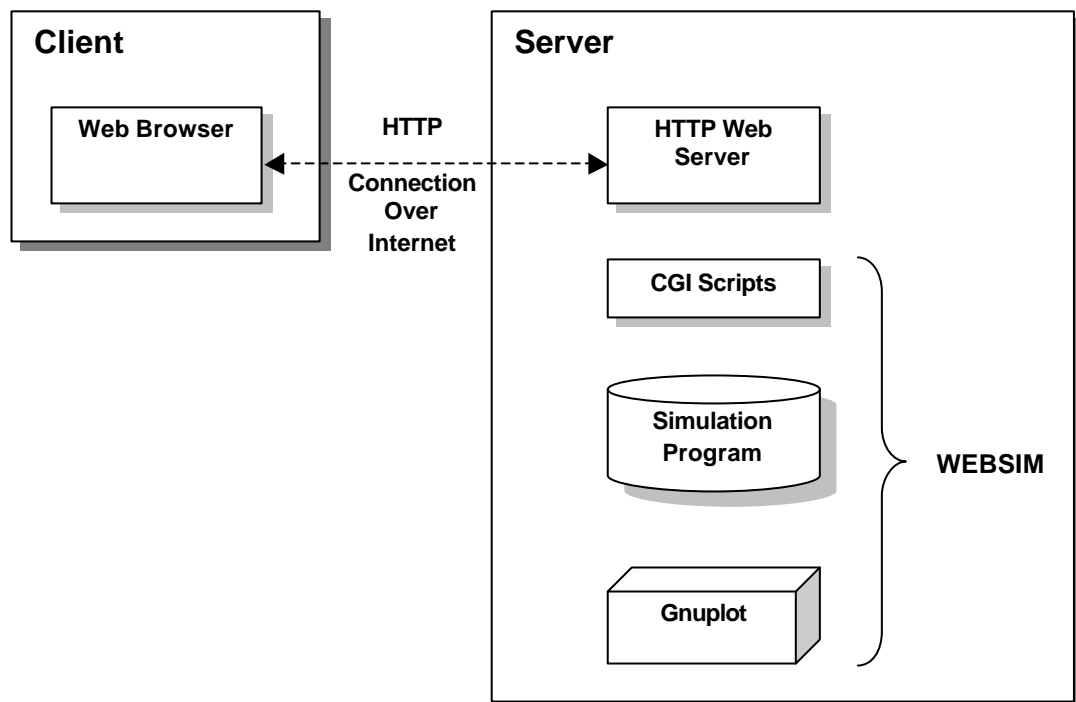 Client
Web Browser
HTTP
Connection
Over
Internet
Server
HTTP Web
Server
CGI Scripts
Simulation
Program
Gnuplot
WEBSIM